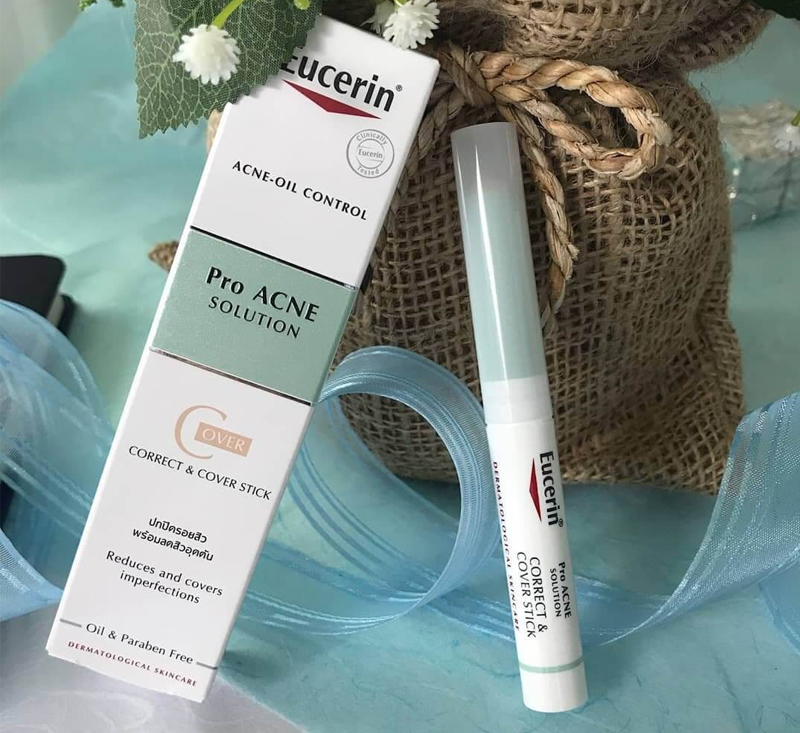 Eucerin®
Clinically
Eucerin
Tested
ACNE-OIL CONTROL
Pro ACNE
SOLUTION
COVER
CORRECT & COVER STICK
ปกปิดรอยสิว
พร้อมลดสิวอุดตัน
Reduces and covers
imperfections
Oil & Paraben Free
DERMATOLOGICAL SKINCARE
Eucerin®
DERMATOLOGICAL SKINCARE
Pro ACNE
SOLUTION
CORRECT &
COVER STICK